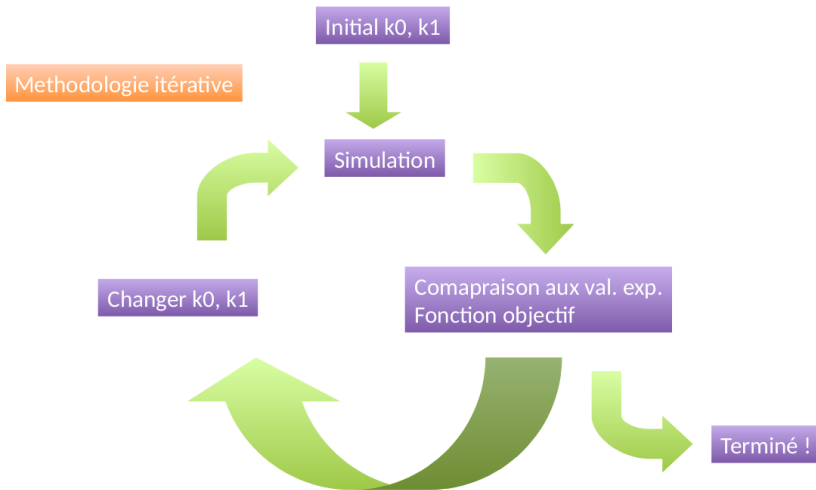 Initial k0, k1
Methodologie itérative
Simulation
Changer k0, k1
Comapraison aux val. exp.
Fonction objectif
Terminé !